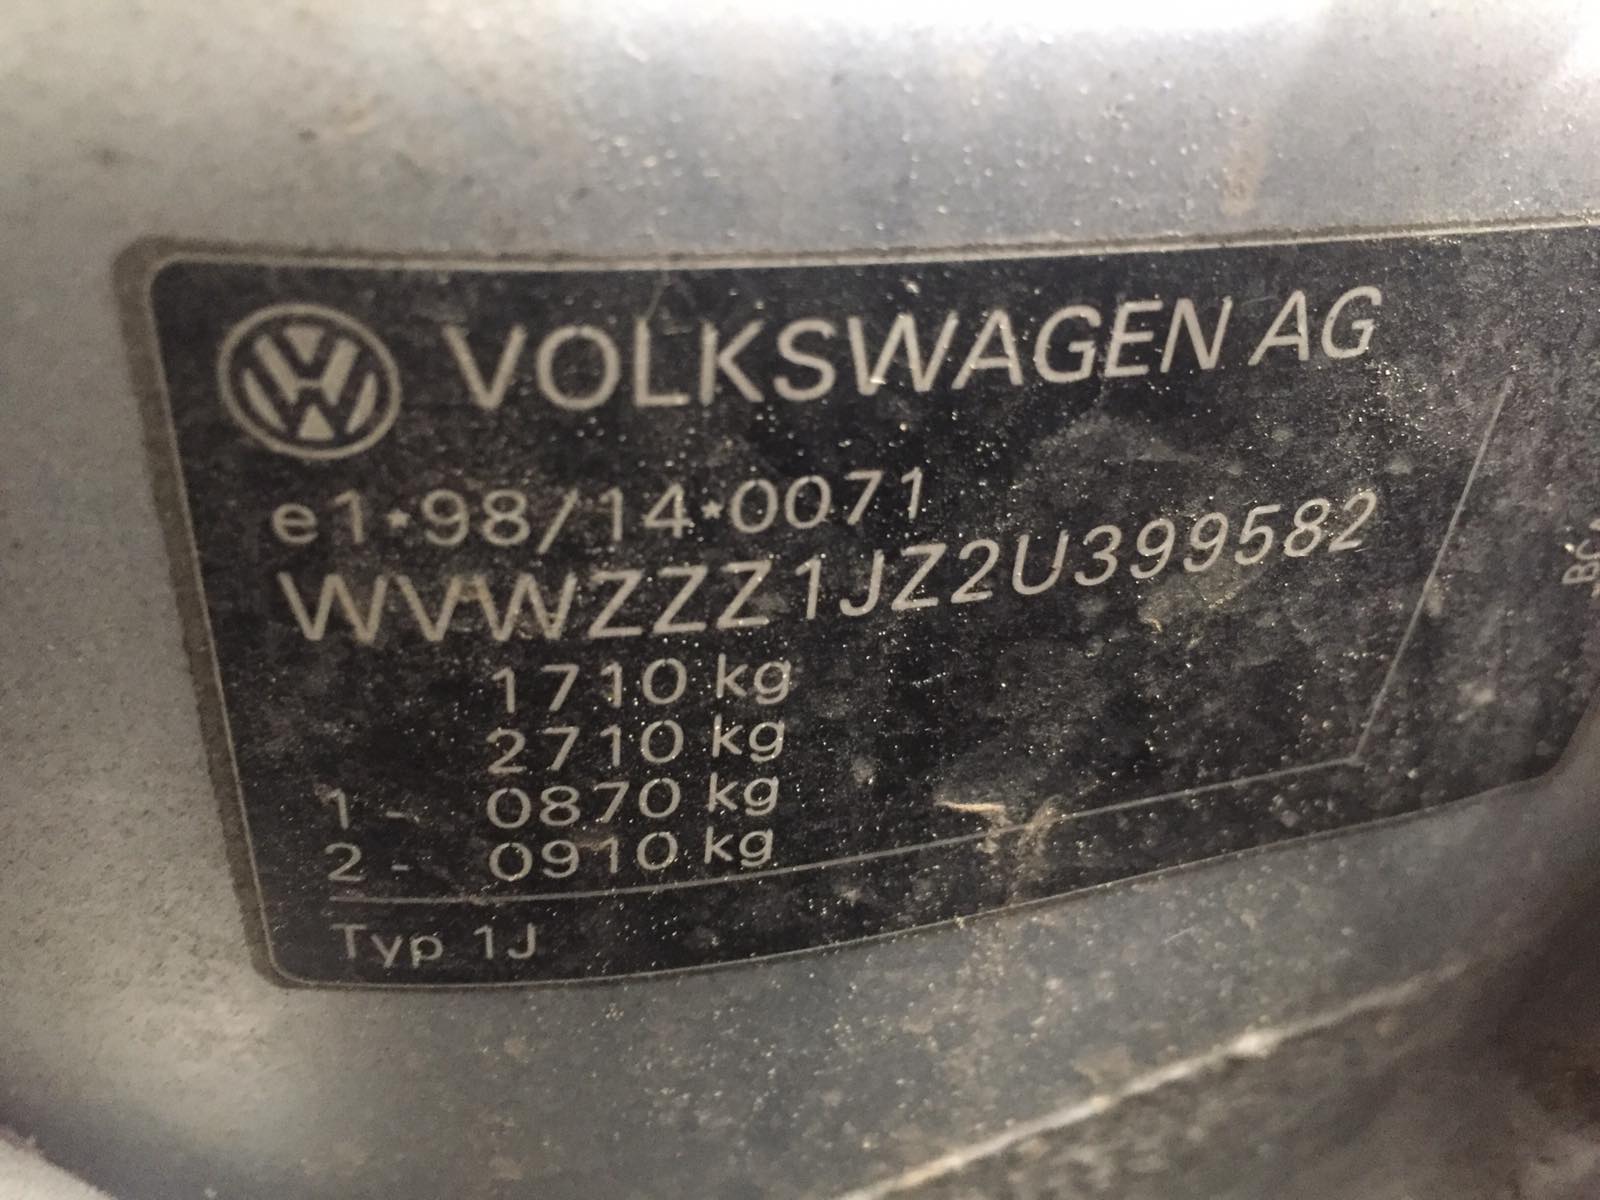 VOLKSWAGEN AG
e1*98/14*0071
WVWZZZ1JZ2U399582
1710 kg
2710 kg
1 - 0870 kg
2 - 0910 kg
Typ 1J